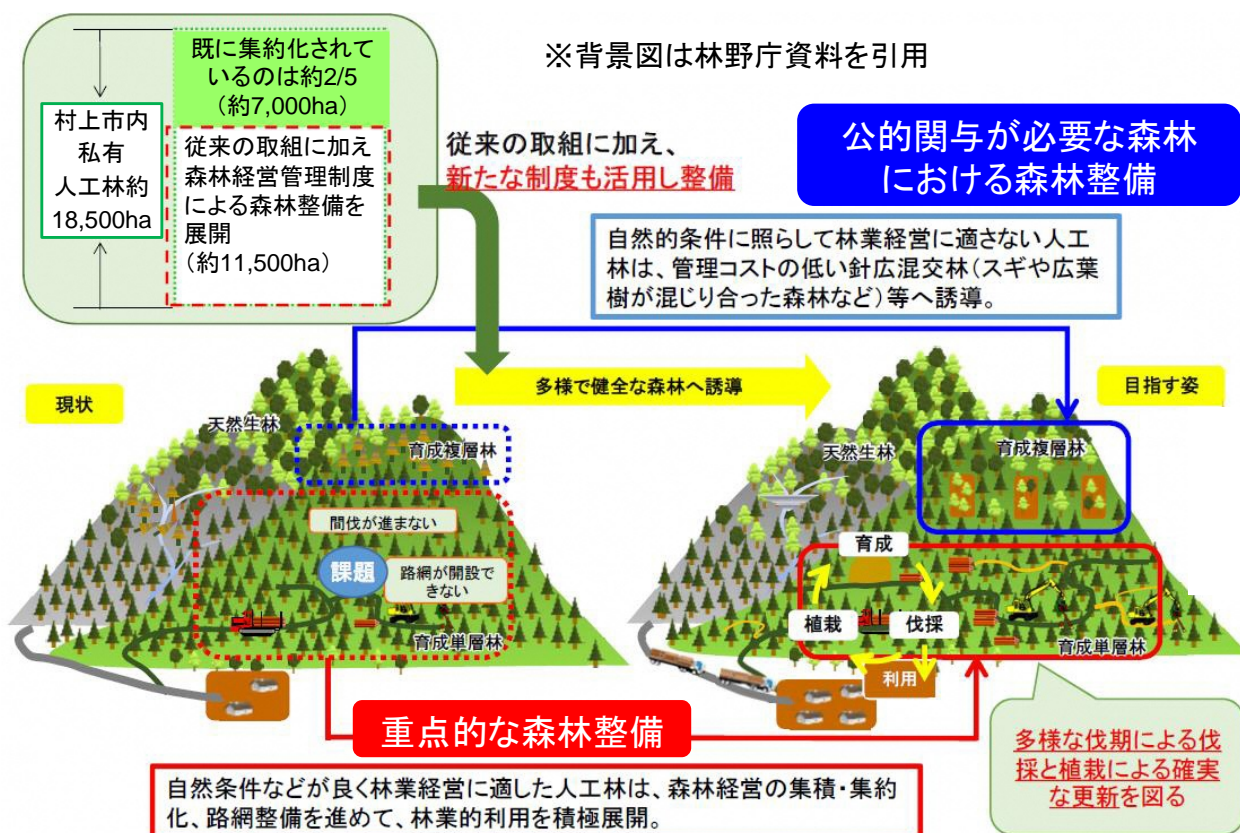 既に集約化されて
いるのは約2/5
（約7,000ha）
村上市内
私有
人工林約
18,500ha
従来の取組に加え
森林経営管理制度
による森林整備を
展開
（約11,500ha）
※背景図は林野庁資料を引用
従来の取組に加え、
新たな制度も活用し整備
公的関与が必要な森林
における森林整備
自然的条件に照らして林業経営に適さない人工
林は、管理コストの低い針広混交林（スギや広葉
樹が混じり合った森林など）等へ誘導。
現状
多様で健全な森林へ誘導
目指す姿
天然生林
育成複層林
間伐が進まない
課題
路網が開設で
きない
育成単層林
天然生林
育成複層林
育成
植栽
伐採
育成単層林
利用
重点的な森林整備
自然条件などが良く林業経営に適した人工林は、森林経営の集積・集約
化、路網整備を進めて、林業的利用を積極展開。
多様な伐期による伐
採と植栽による確実
な更新を図る